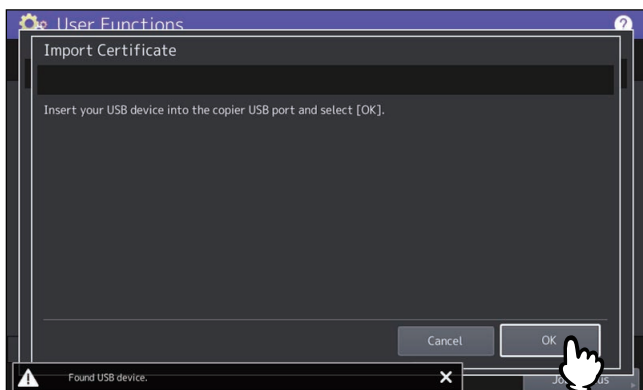 User Functions
?
Import Certificate
Insert your USB device into the copier USB port and select [OK].
Cancel
OK
Found USB device.